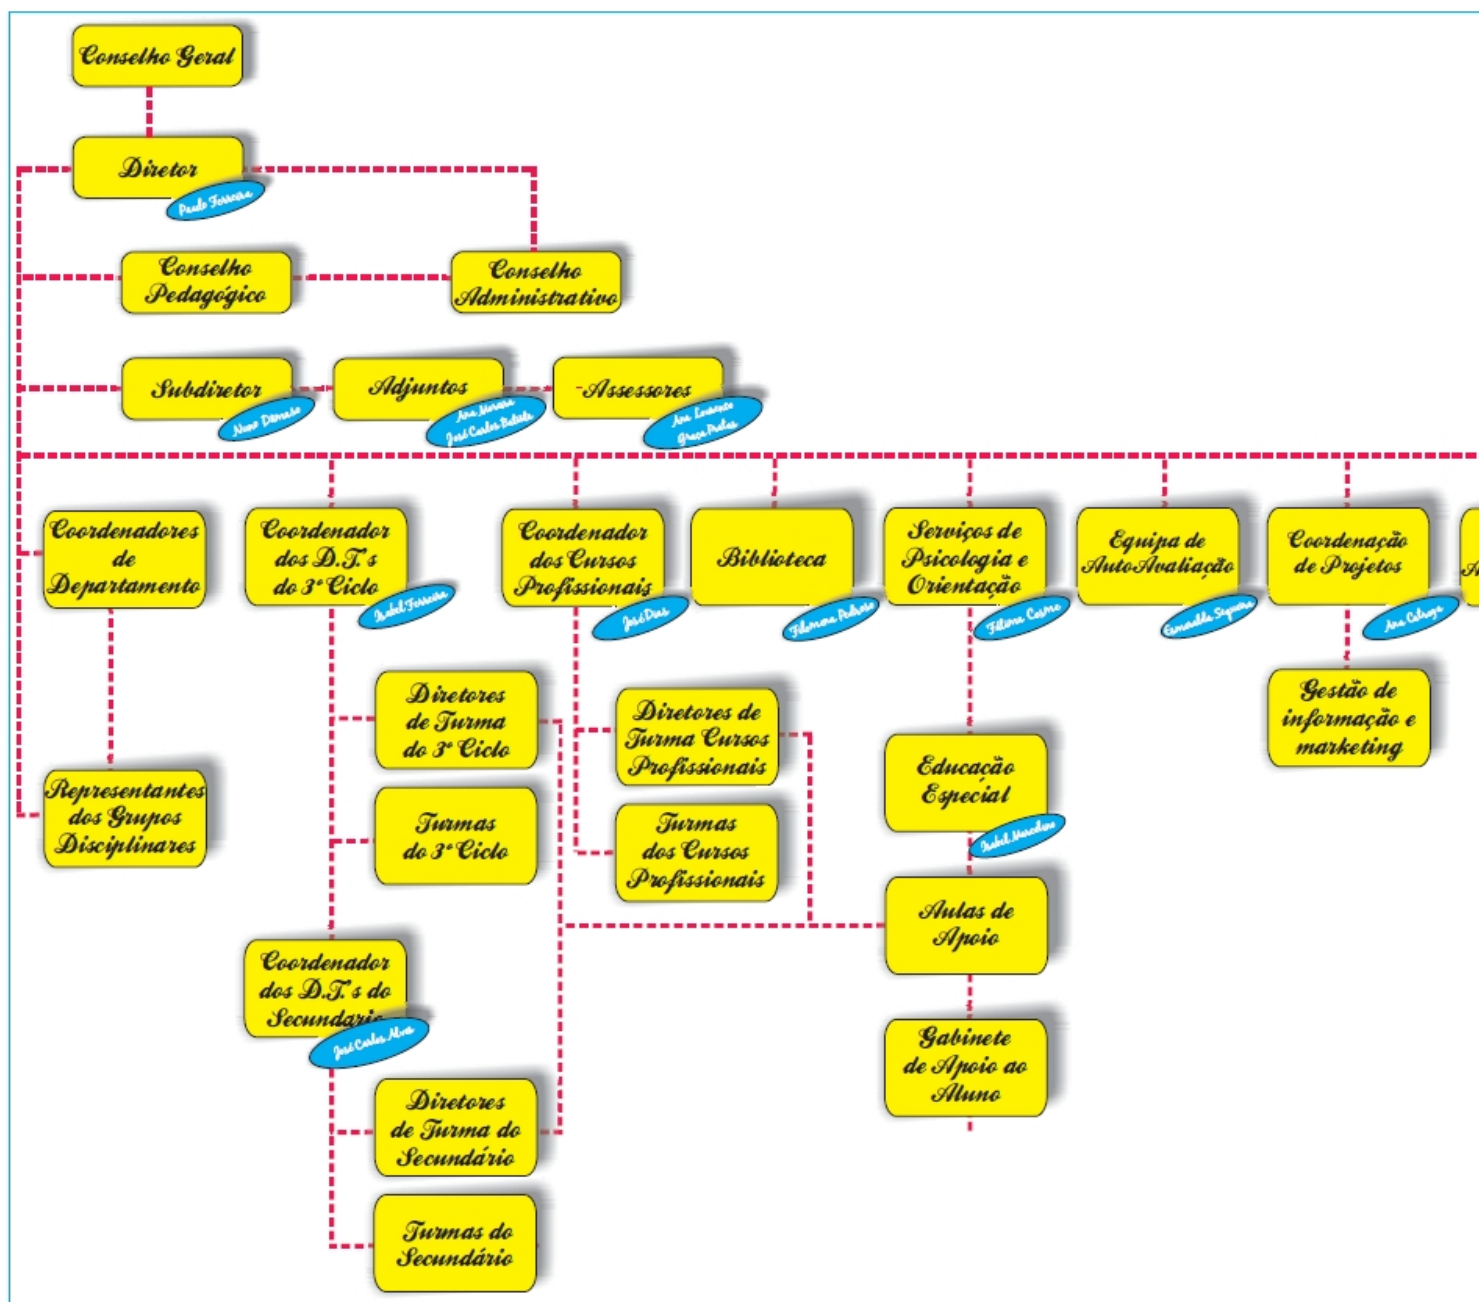 Conselho Geral
Diretor
Paulo Ferreira
Conselho
Pedagógico
Conselho
Administrativo
Subdiretor
Nuno Dâmaso
Adjuntos
Ana Moreira
José Carlos Batista
-Assessores
Ana Lourenço
Graça Pratas
Coordenadores
de
Departamento
Coordenador
dos D.T.'s
do 3º Ciclo
Isabel Ferreira
Coordenador
dos Cursos
Profissionais
José Dias
Biblioteca
Filomena Pedroso
Serviços de
Psicologia e
Orientação
Fátima Cosme
Equipa de
AutoAvaliação
Esmeralda Sequeira
Coordenação
de Projetos
Ana Catroga
A
Diretores
de Turma
do 3º Ciclo
Diretores de
Turma Cursos
Profissionais
Gestão de
informação e
marketing
Educação
Especial
Isabel Marcelino
Representantes
dos Grupos
Disciplinares
Turmas
do 3º Ciclo
Turmas
dos Cursos
Profissionais
Aulas de
Apoio
Coordenador
dos D.T.'s do
Secundário
José Carlos Alves
Gabinete
de Apoio ao
Aluno
Diretores
de Turma do
Secundário
Turmas do
Secundário